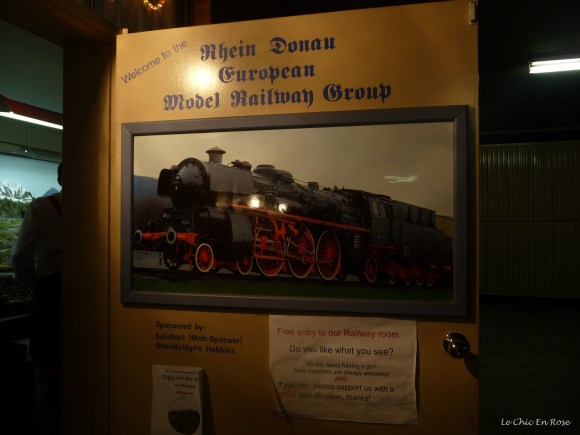 Welcome to the
Rhein Donau
European
Model Railway Group
Sponsored by:
Solahart (Main Sponsor)
Standbridge's Hobbies
Free entry to our Railway room
Do you like what you see?
Do you fancy having a go?
New members are always welcome!
AND
If you can, please support us with a
donation, thanks!
Le Chic En Rose